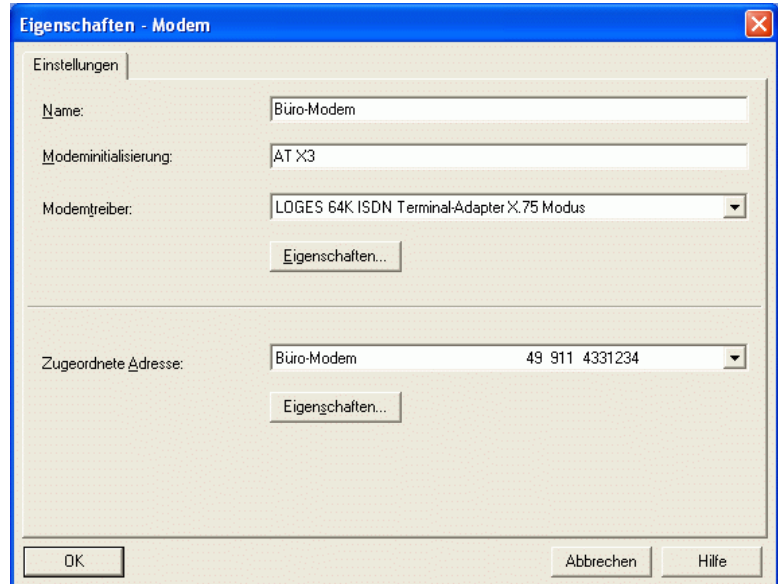 Eigenschaften - Modem
Einstellungen
Name: Büro-Modem
Modeminitialisierung: AT X3
Modemtreiber: LOGES 64K ISDN Terminal-Adapter X.75 Modus
Eigenschaften...
Zugeordnete Adresse: Büro-Modem 49 911 4331234
Eigenschaften...
OK Abbrechen Hilfe